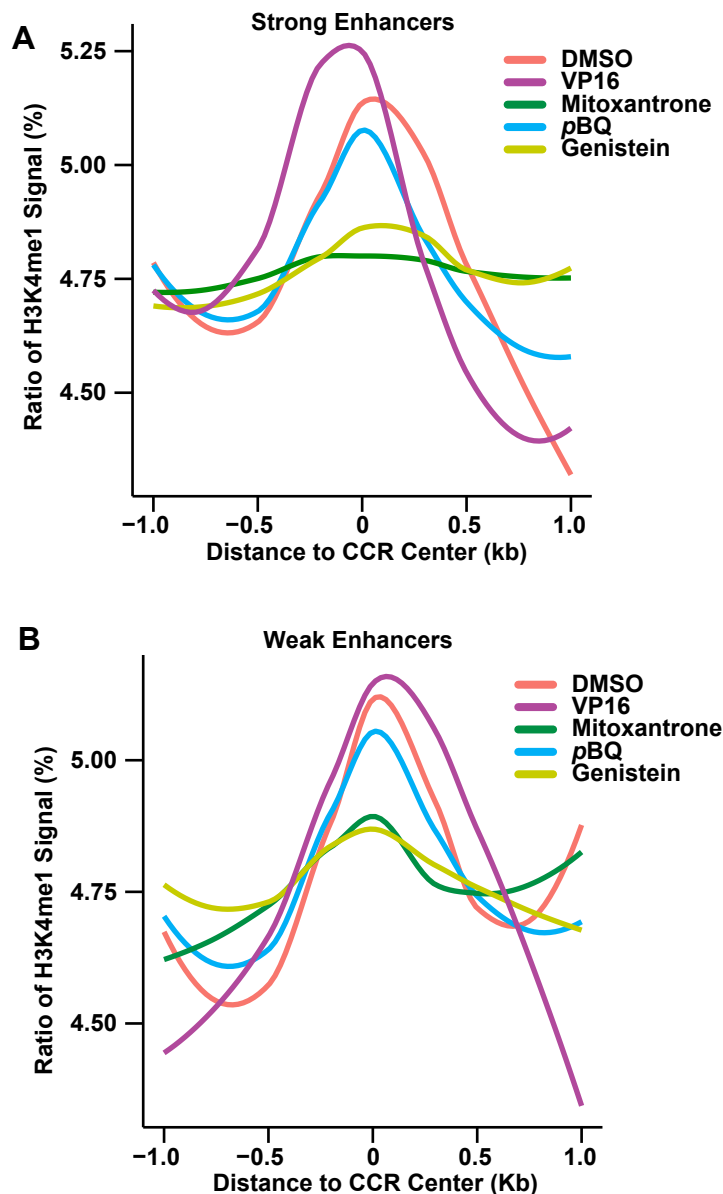 A
Strong Enhancers
DMSO
VP16
Mitoxantrone
pBQ
Genistein
Ratio of H3K4me1 Signal (%)
5.25
5.00
4.75
4.50
−1.0
−0.5
0
0.5
1.0
Distance to CCR Center (kb)
B
Weak Enhancers
DMSO
VP16
Mitoxantrone
pBQ
Genistein
Ratio of H3K4me1 Signal (%)
5.00
4.75
4.50
−1.0
−0.5
0
0.5
1.0
Distance to CCR Center (Kb)